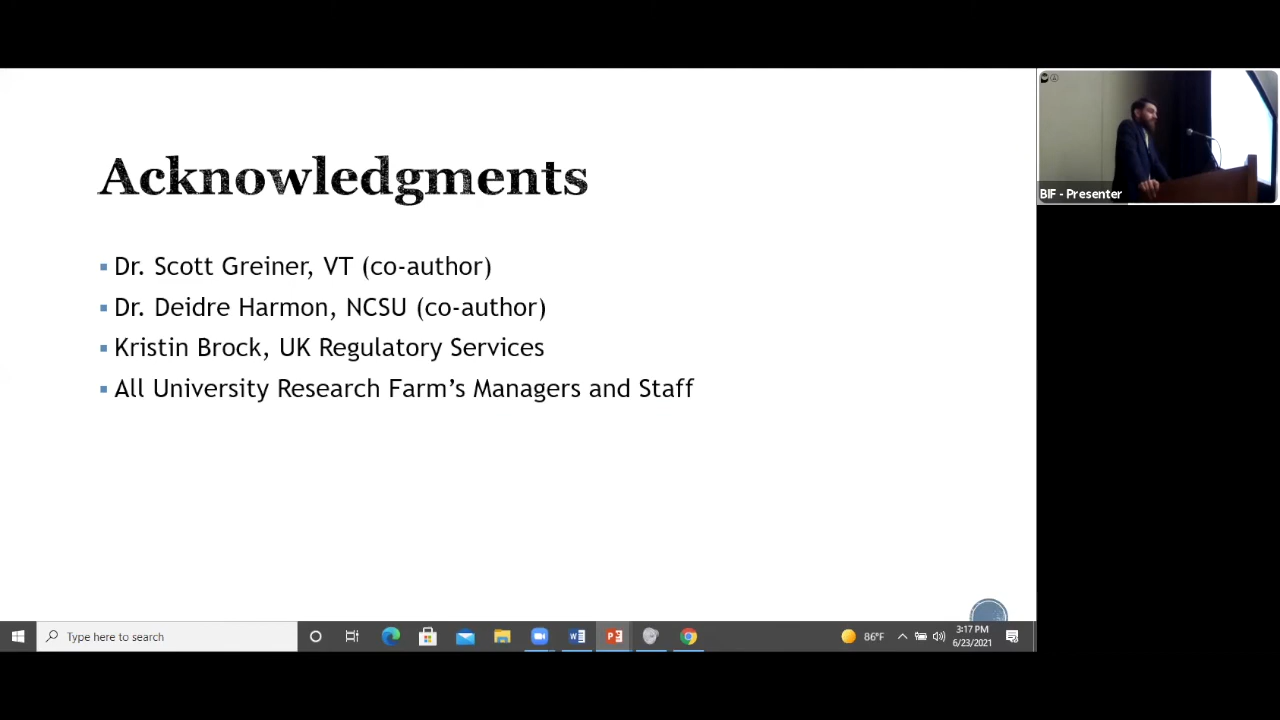 Acknowledgments
Dr. Scott Greiner, VT (co-author)
Dr. Deidre Harmon, NCSU (co-author)
Kristin Brock, UK Regulatory Services
All University Research Farm’s Managers and Staff
BIF - Presenter
Type here to search
86°F
3:17 PM
6/23/2021